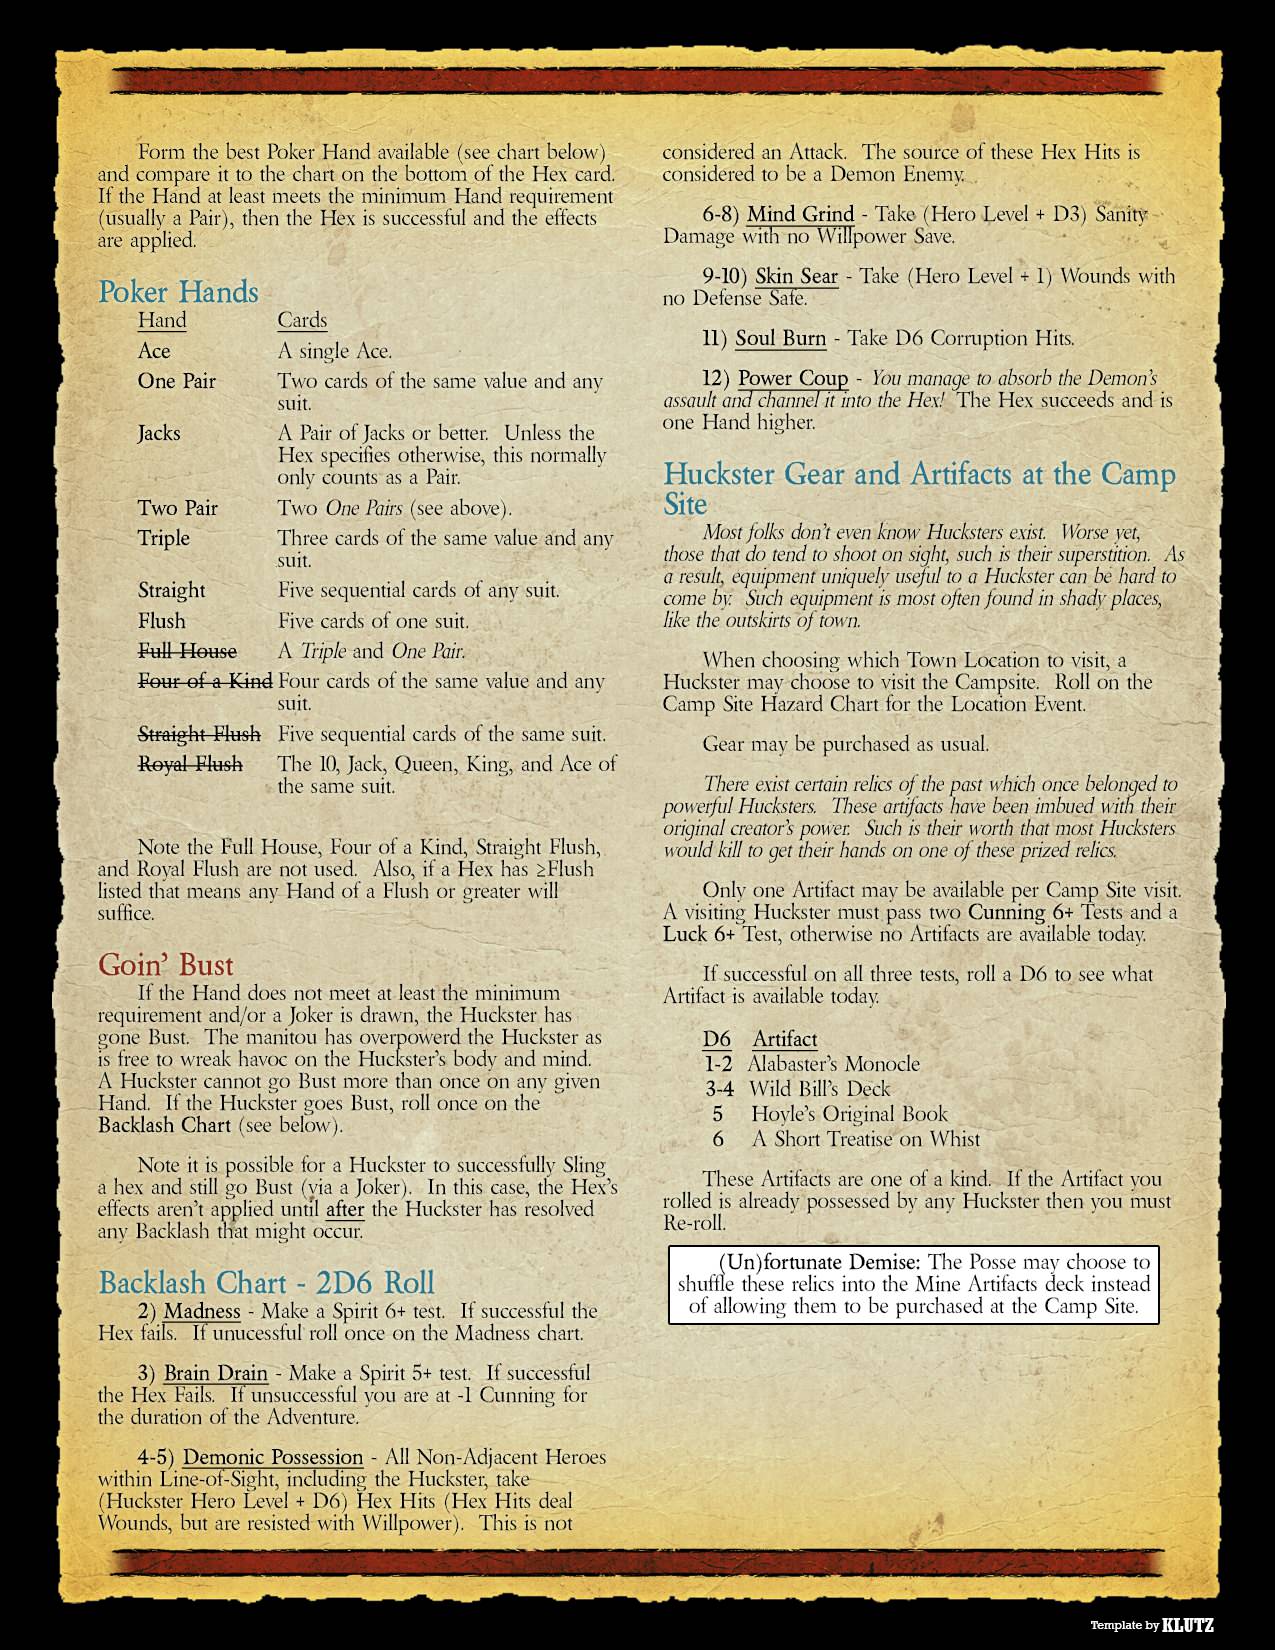 Form the best Poker Hand available (see chart below)
and compare it to the chart on the bottom of the Hex card.
If the Hand at least meets the minimum Hand requirement
(usually a Pair), then the Hex is successful and the effects
are applied.
Poker Hands
Hand Cards
Ace A single Ace.
One Pair Two cards of the same value and any
suit.
Jacks A Pair of Jacks or better. Unless the
Hex specifies otherwise, this normally
only counts as a Pair.
Two Pair Two One Pairs (see above).
Triple Three cards of the same value and any
suit.
Straight Five sequential cards of any suit.
Flush Five cards of one suit.
Full House A Triple and One Pair.
Four of a Kind Four cards of the same value and any
suit.
Straight Flush Five sequential cards of the same suit.
Royal Flush The 10, Jack, Queen, King, and Ace of
the same suit.
Note the Full House, Four of a Kind, Straight Flush,
and Royal Flush are not used. Also, if a Hex has ≥Flush
listed that means any Hand of a Flush or greater will
suffice.
Goin' Bust
If the Hand does not meet at least the minimum
requirement and/or a Joker is drawn, the Huckster has
gone Bust. The manitou has overpowerd the Huckster as
is free to wreak havoc on the Huckster's body and mind.
A Huckster cannot go Bust more than once on any given
Hand. If the Huckster goes Bust, roll once on the
Backlash Chart (see below).
Note it is possible for a Huckster to successfully Sling
a hex and still go Bust (via a Joker). In this case, the Hex's
effects aren't applied until after the Huckster has resolved
any Backlash that might occur.
Backlash Chart - 2D6 Roll
2) Madness - Make a Spirit 6+ test. If successful the
Hex fails. If unucessful roll once on the Madness chart.
3) Brain Drain - Make a Spirit 5+ test. If successful
the Hex Fails. If unsuccessful you are at -1 Cunning for
the duration of the Adventure.
4-5) Demonic Possession - All Non-Adjacent Heroes
within Line-of-Sight, including the Huckster, take
(Huckster Hero Level + D6) Hex Hits (Hex Hits deal
Wounds, but are resisted with Willpower). This is not
considered an Attack. The source of these Hex Hits is
considered to be a Demon Enemy.
6-8) Mind Grind - Take (Hero Level + D3) Sanity
Damage with no Willpower Save.
9-10) Skin Sear - Take (Hero Level + 1) Wounds with
no Defense Safe.
11) Soul Burn - Take D6 Corruption Hits.
12) Power Coup - You manage to absorb the Demon's
assault and channel it into the Hex! The Hex succeeds and is
one Hand higher.
Huckster Gear and Artifacts at the Camp
Site
Most folks don't even know Hucksters exist. Worse yet,
those that do tend to shoot on sight, such is their superstition. As
a result, equipment uniquely useful to a Huckster can be hard to
come by. Such equipment is most often found in shady places,
like the outskirts of town.
When choosing which Town Location to visit, a
Huckster may choose to visit the Campsite. Roll on the
Camp Site Hazard Chart for the Location Event.
Gear may be purchased as usual.
There exist certain relics of the past which once belonged to
powerful Hucksters. These artifacts have been imbued with their
original creator's power. Such is their worth that most Hucksters
would kill to get their hands on one of these prized relics.
Only one Artifact may be available per Camp Site visit.
A visiting Huckster must pass two Cunning 6+ Tests and a
Luck 6+ Test, otherwise no Artifacts are available today.
If successful on all three tests, roll a D6 to see what
Artifact is available today.
D6 Artifact
1-2 Alabaster's Monocle
3-4 Wild Bill's Deck
5 Hoyle's Original Book
6 A Short Treatise on Whist
These Artifacts are one of a kind. If the Artifact you
rolled is already possessed by any Huckster then you must
Re-roll.
(Un)fortunate Demise: The Posse may choose to
shuffle these relics into the Mine Artifacts deck instead
of allowing them to be purchased at the Camp Site.
Template by KLUTZ